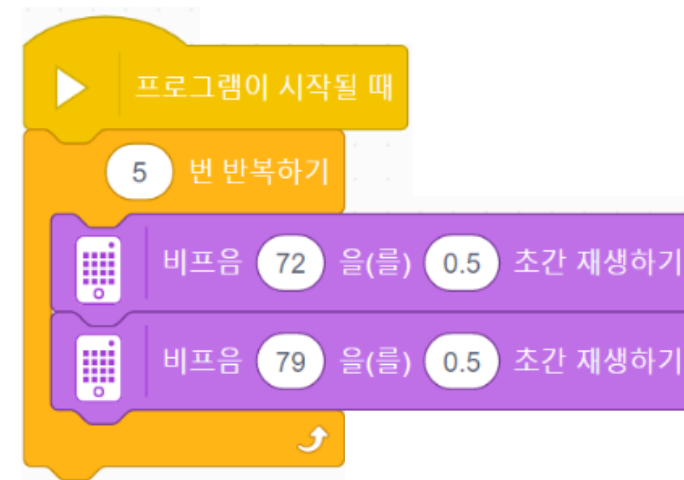 프로그램이 시작될 때
5 번 반복하기
비프음 72 을(를) 0.5 초간 재생하기
비프음 79 을(를) 0.5 초간 재생하기